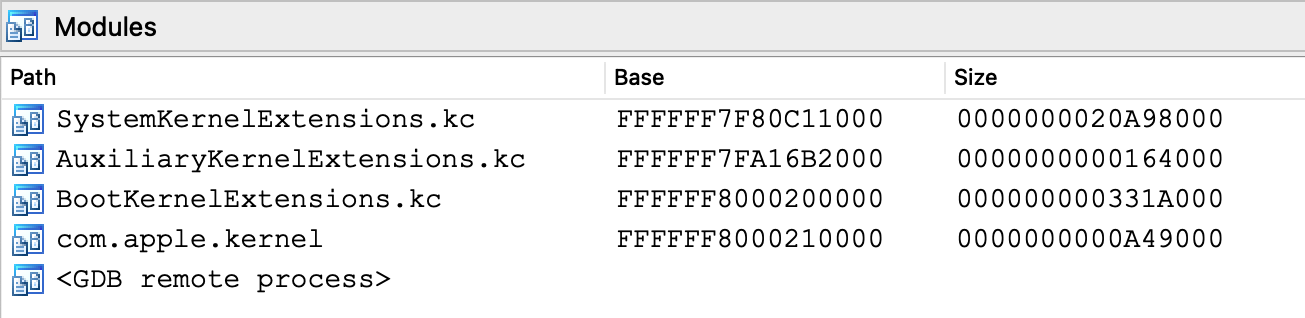 Modules
Path Base Size
SystemKernelExtensions.kc FFFFFF7F80C11000 0000000020A98000
AuxiliaryKernelExtensions.kc FFFFFF7FA16B2000 0000000000164000
BootKernelExtensions.kc FFFFFF8000200000 000000000331A000
com.apple.kernel FFFFFF8000210000 0000000000A49000
<GDB remote process>